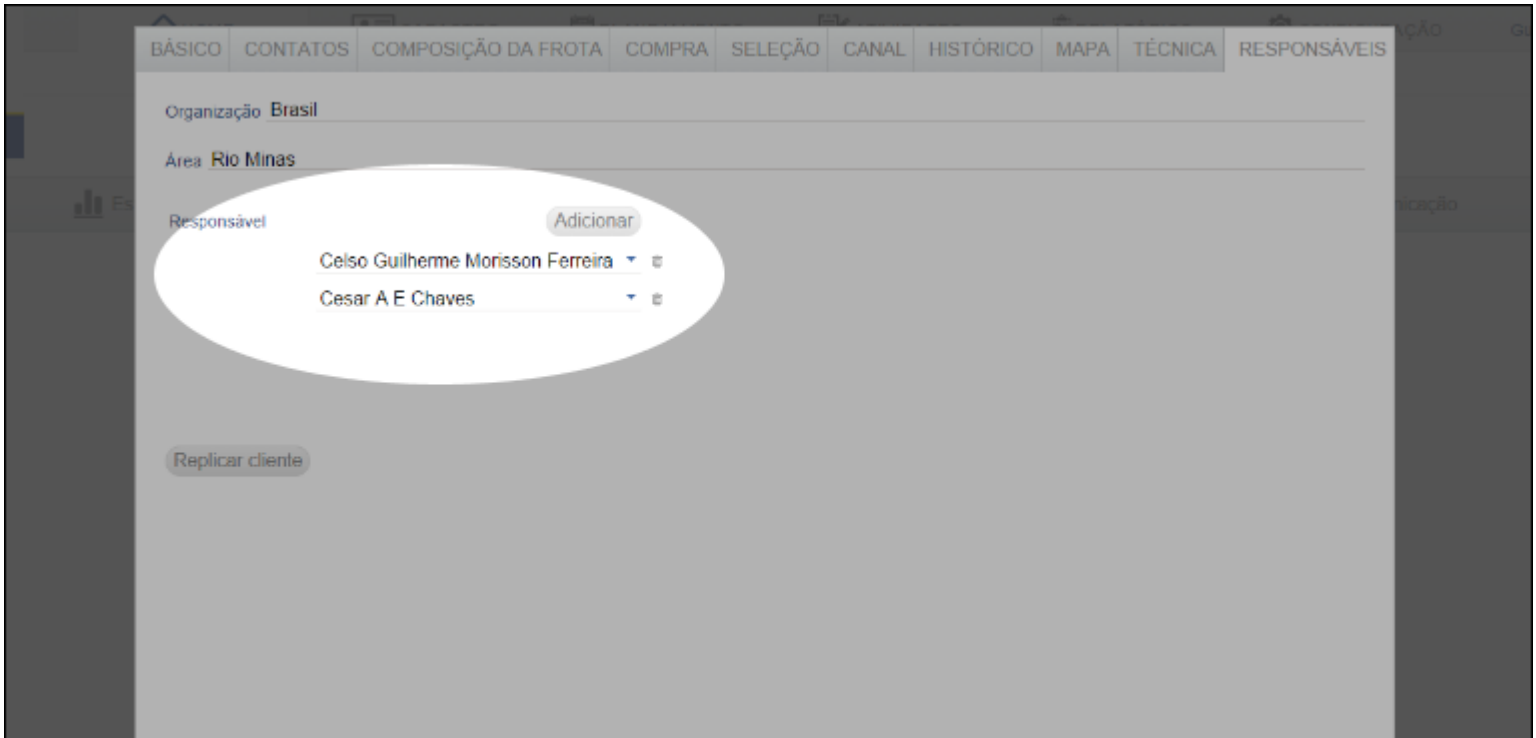 BÁSICO CONTATOS COMPOSIÇÃO DA FROTA COMPRA SELEÇÃO CANAL HISTÓRICO MAPA TÉCNICA RESPONSÁVEIS
Organização Brasil
Área Rio Minas
Responsável Adicionar
Celso Guilherme Morisson Ferreira
Cesar A E Chaves
Replicar cliente